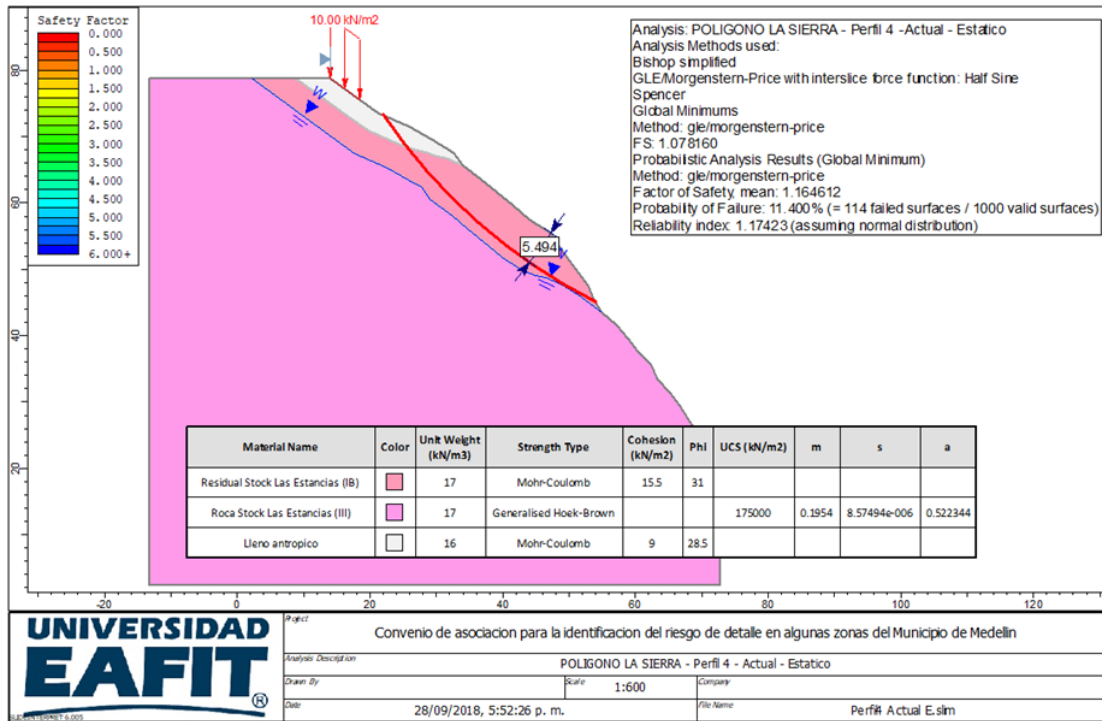 Safety Factor
0.000
0.500
1.000
1.500
2.000
2.500
3.000
3.500
4.000
4.500
5.000
5.500
6.000+
10.00 kN/m2
Analysis: POLIGONO LA SIERRA - Perfil 4 -Actual - Estatico
Analysis Methods used:
Bishop simplified
GLE/Morgenstern-Price with interslice force function: Half Sine
Spencer
Global Minimums
Method: gle/morgenstern-price
FS: 1.078160
Probabilistic Analysis Results (Global Minimum)
Method: gle/morgenstern-price
Factor of Safety, mean: 1.164612
Probability of Failure: 11.400% (= 114 failed surfaces / 1000 valid surfaces)
Reliability index: 1.17423 (assuming normal distribution)
W
W
5.494
80
60
40
20
Material Name Color Unit Weight (kN/m3) Strength Type Cohesion (kN/m2) Phi UCS (kN/m2) m s a
Residual Stock Las Estancias (IB) 17 Mohr-Coulomb 15.5 31
Roca Stock Las Estancias (III) 17 Generalised Hoek-Brown 175000 0.1954 8.57494e-006 0.522344
Lleno antropico 16 Mohr-Coulomb 9 28.5
-20 0 20 40 60 80 100 120
UNIVERSIDAD
EAFIT®
Project
Convenio de asociacion para la identificacion del riesgo de detalle en algunas zonas del Municipio de Medellin
Analysis Description
POLIGONO LA SIERRA - Perfil 4 - Actual - Estatico
Drawn By
Scale 1:600
Company
Date
28/09/2018, 5:52:26 p. m.
File Name
Perfil4 Actual E.slim
SLIDEINTERPRET 6.005